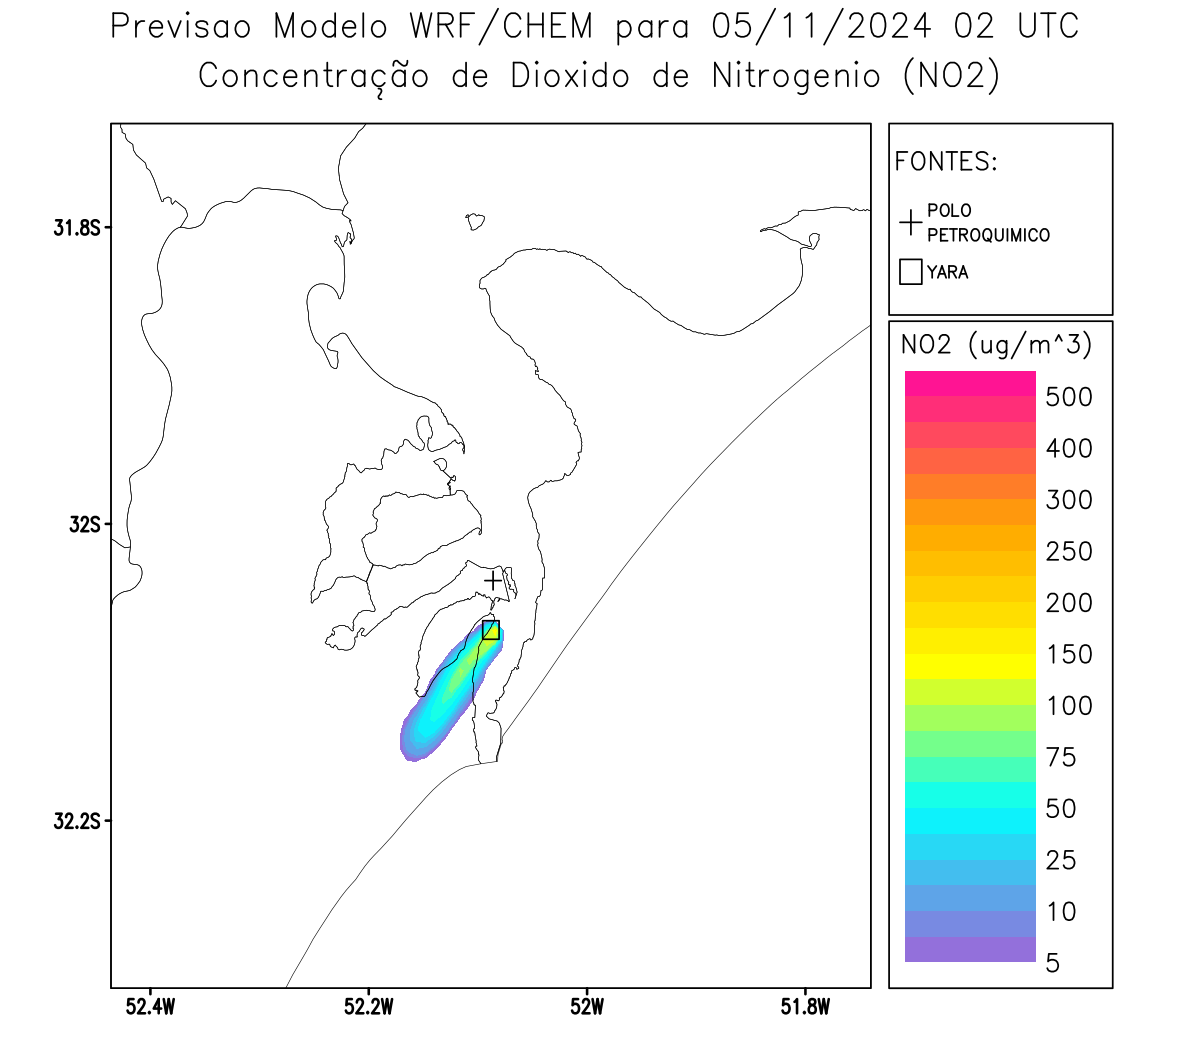 Previsao Modelo WRF/CHEM para 05/11/2024 02 UTC
Concentração de Dioxido de Nitrogenio (NO2)
FONTES:
POLO
PETROQUIMICO
YARA
NO2 (ug/m^3)
500
400
300
250
200
150
100
75
50
25
10
5
31.8S
32S
32.2S
52.4W
52.2W
52W
51.8W